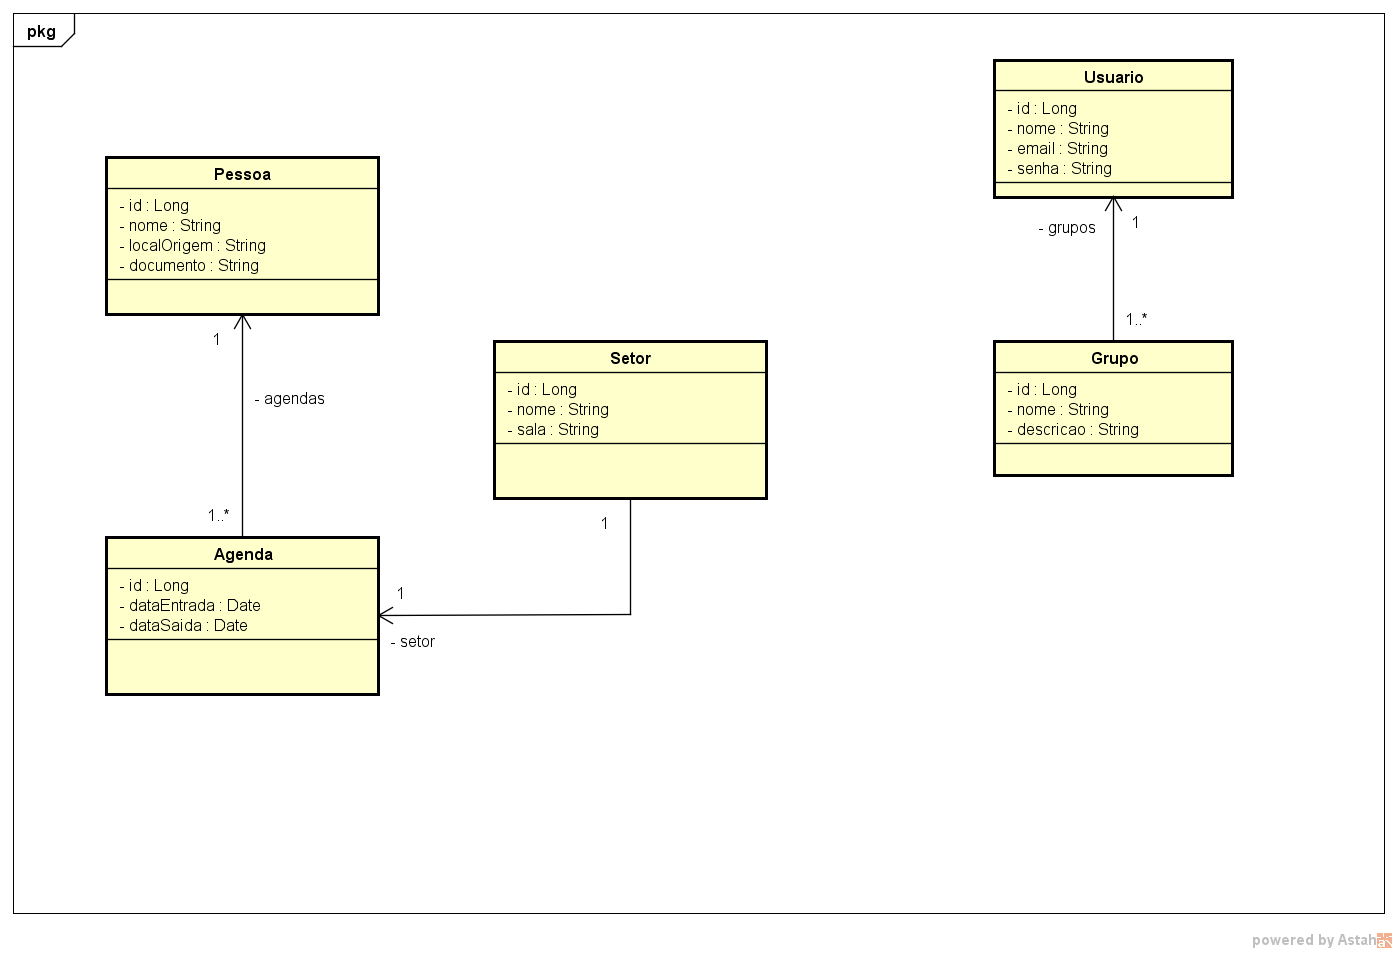 pkg
Usuario
- id : Long
- nome : String
- email : String
- senha : String
Pessoa
- id : Long
- nome : String
- localOrigem : String
- documento : String
- grupos
1
1
1..*
- agendas
Setor
- id : Long
- nome : String
- sala : String
Grupo
- id : Long
- nome : String
- descricao : String
1..*
1
Agenda
- id : Long
- dataEntrada : Date
- dataSaida : Date
1
- setor
powered by Astah